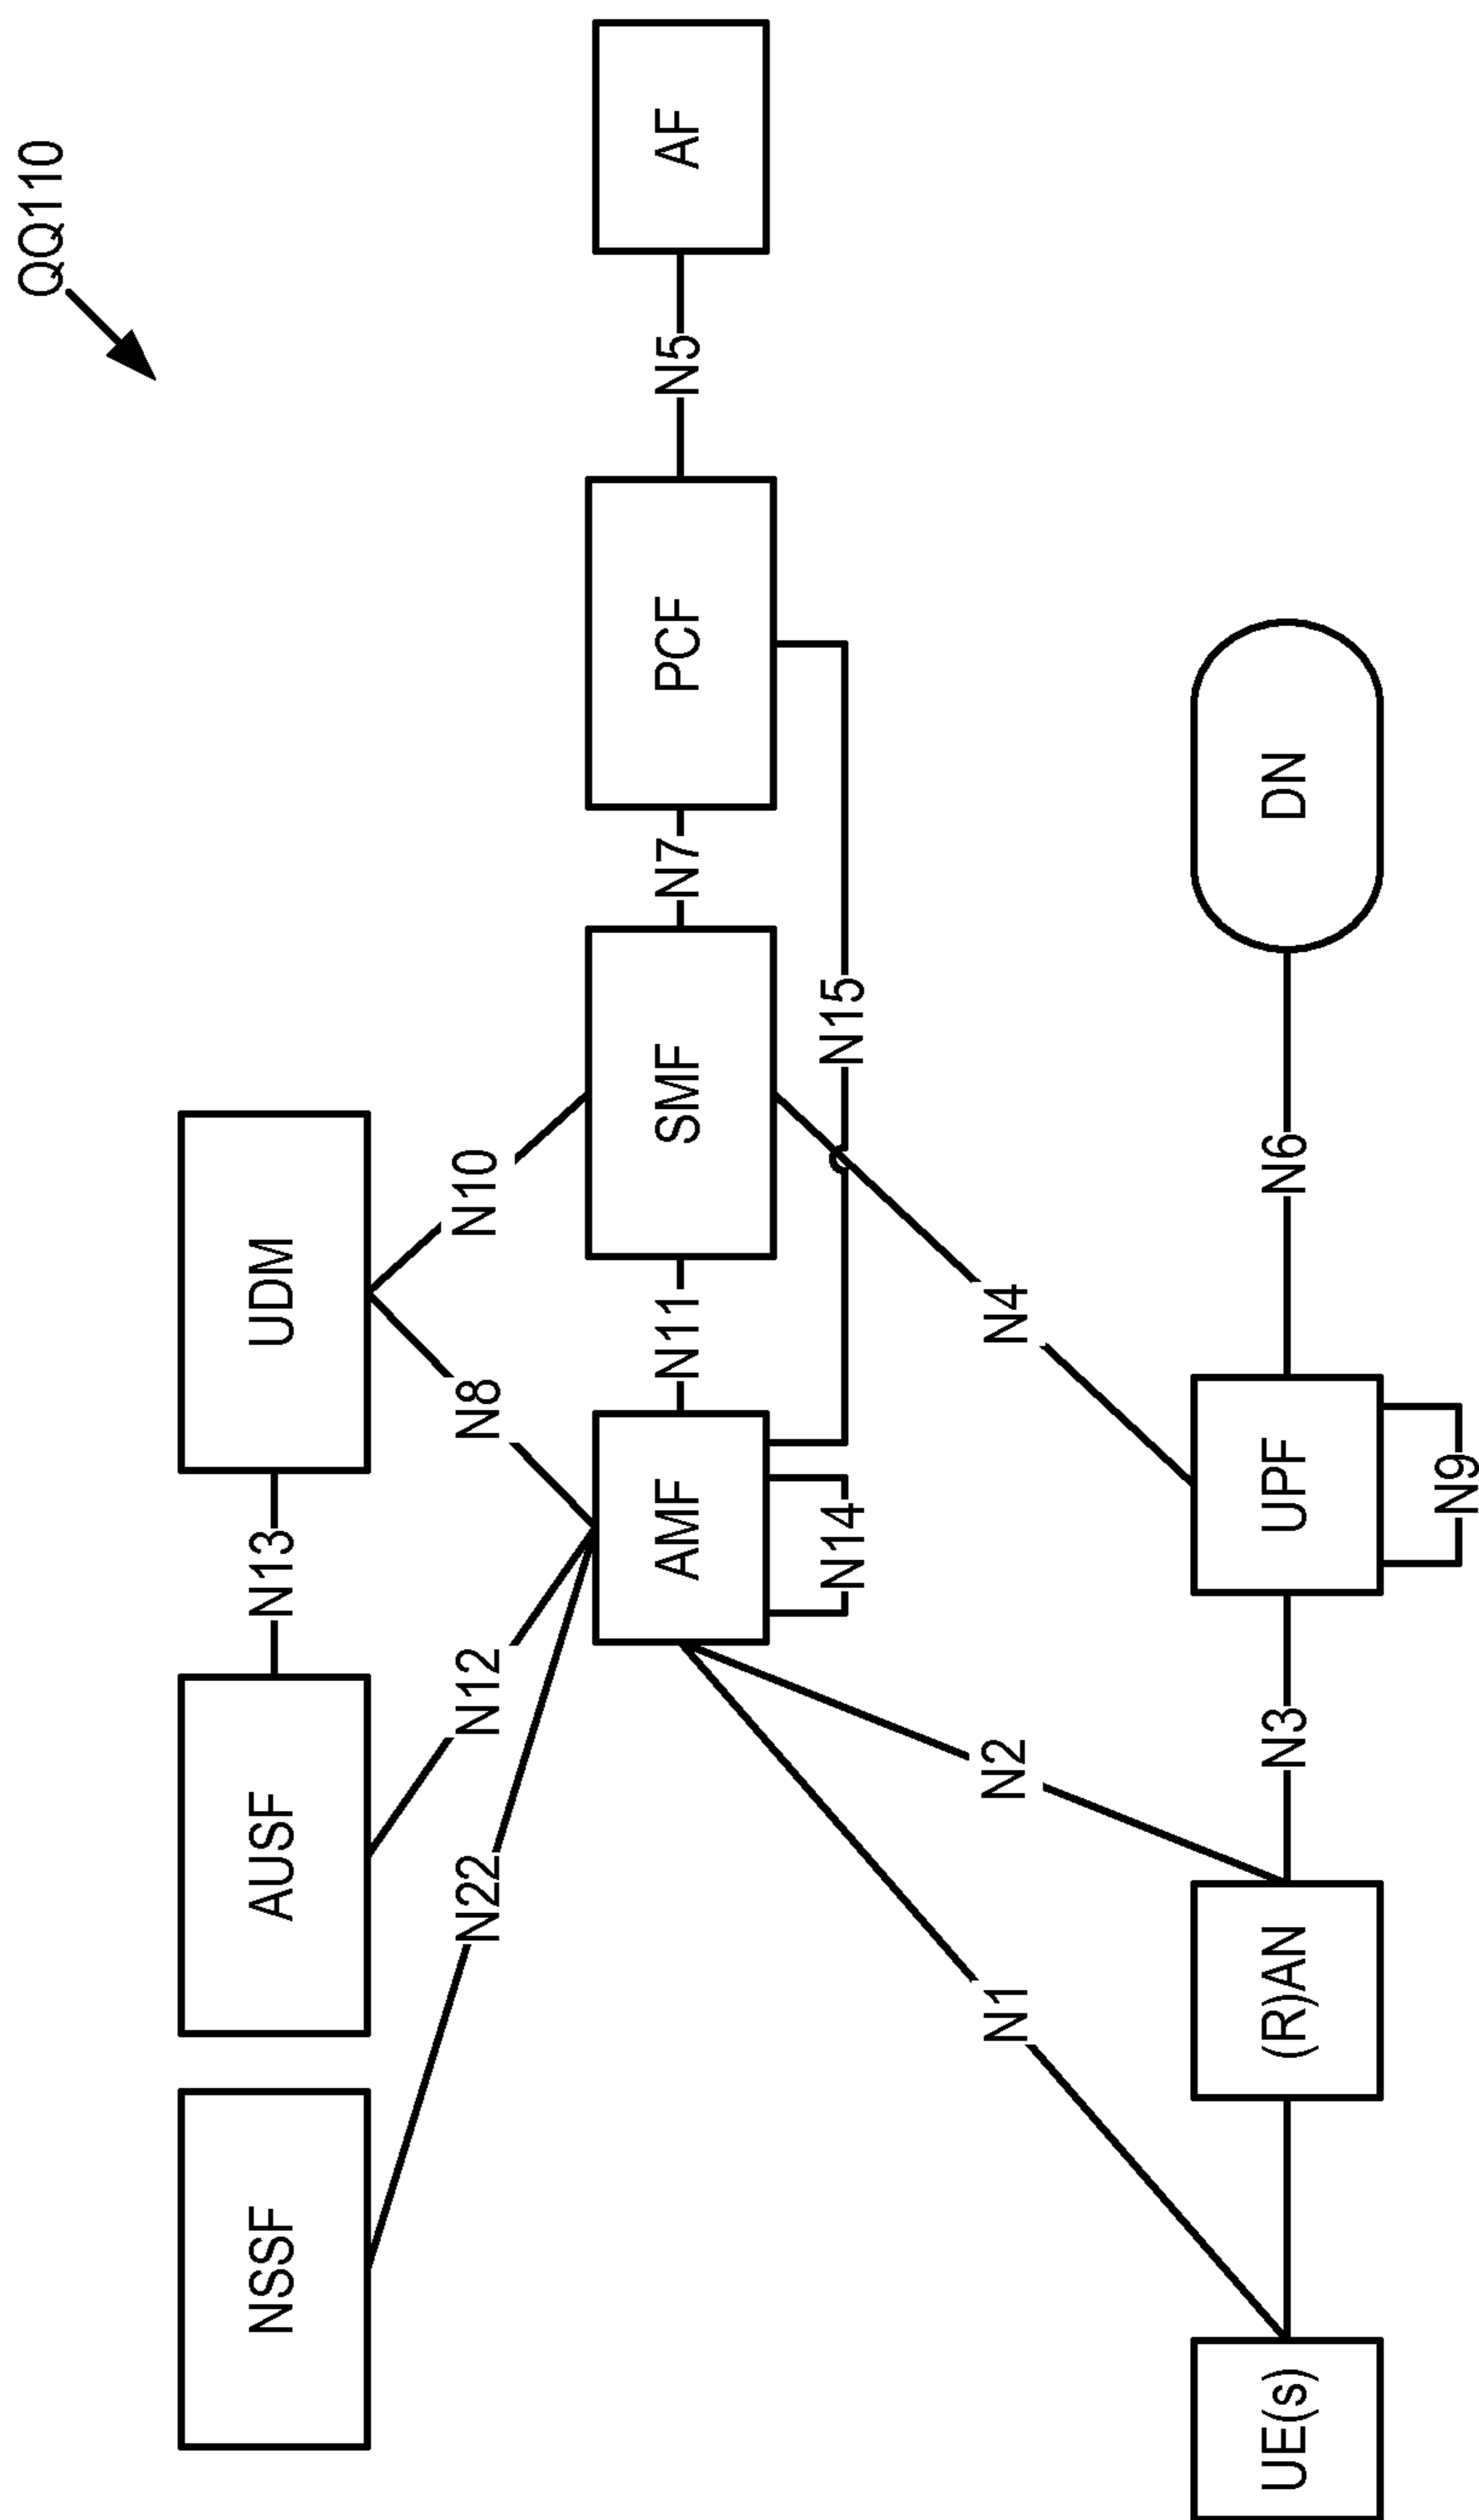 QQ110
NSSF
AUSF
N13
UDM
N22
N12
N8
N10
AMF
N11
SMF
N7
PCF
N5
AF
N14
N15
N1
N2
N4
UE(s)
(R)AN
N3
UPF
N6
DN
N9